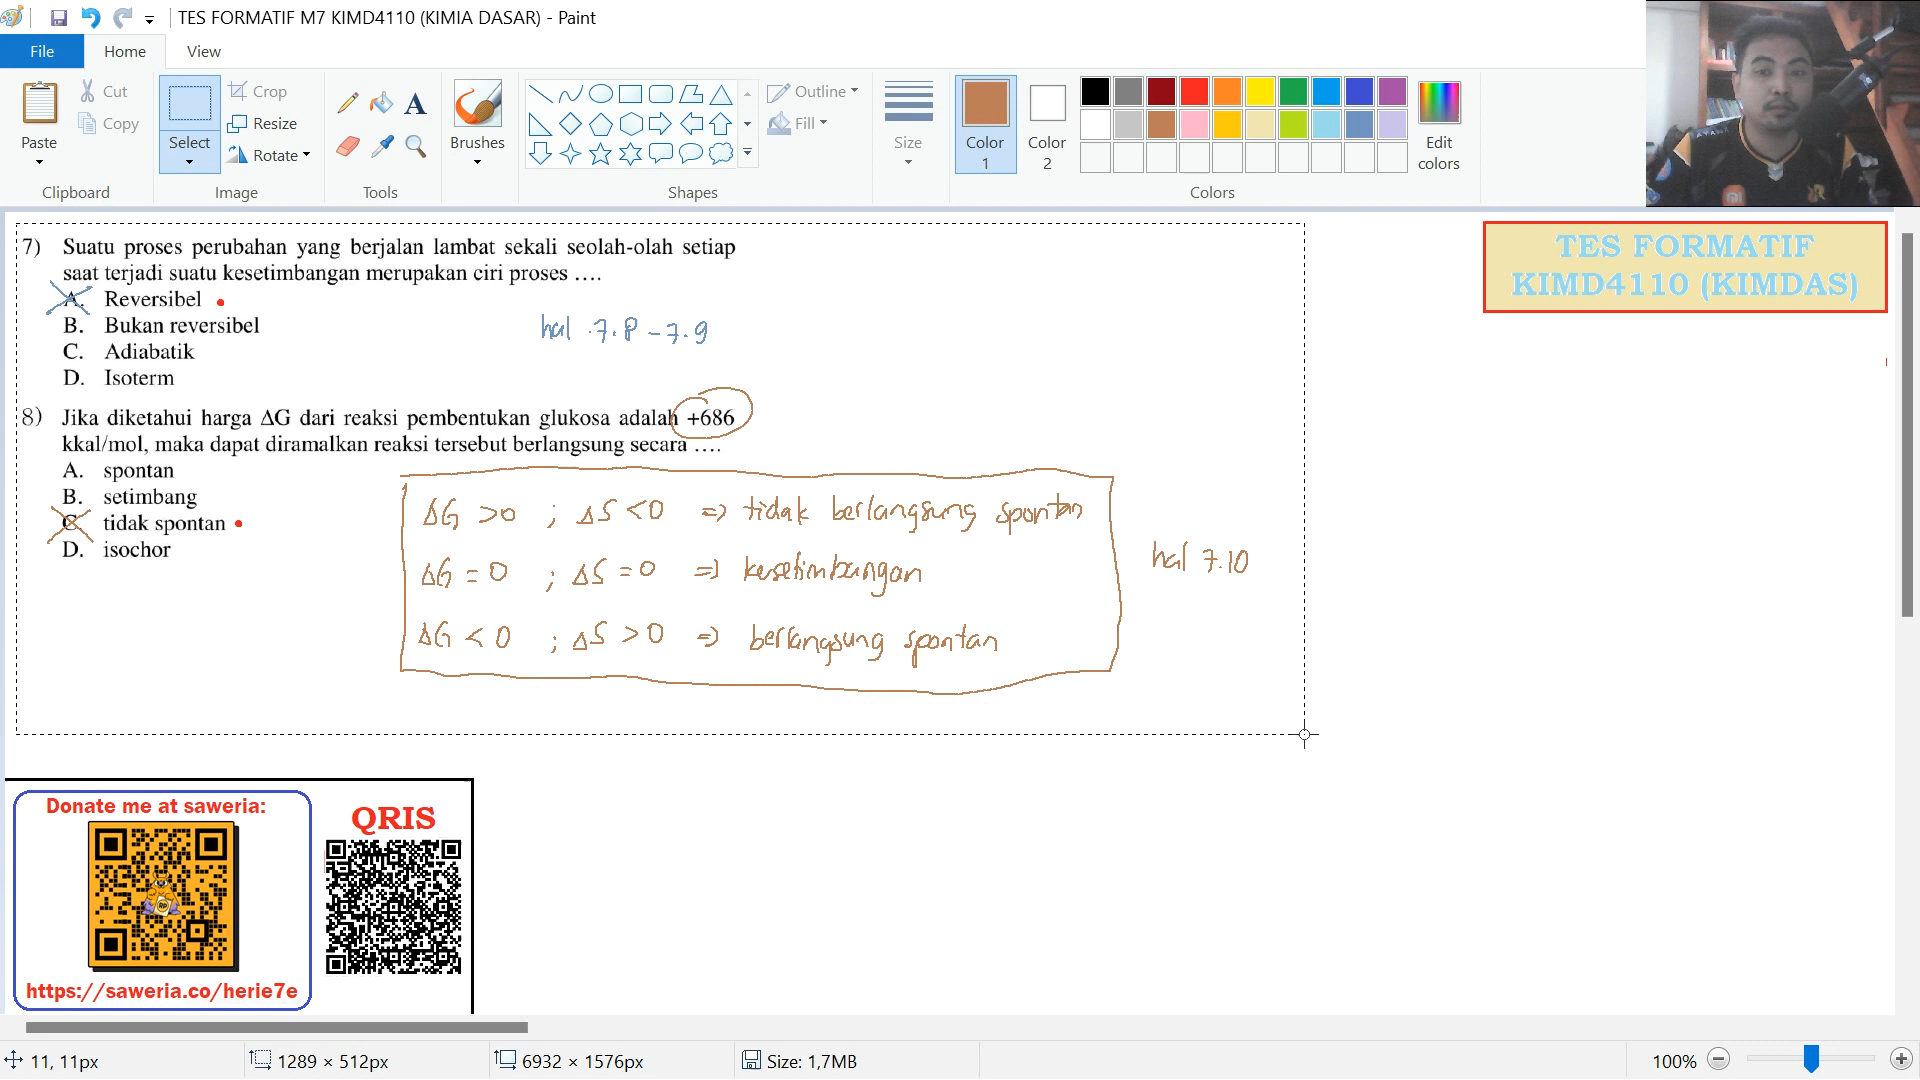 TES FORMATIF M7 KIMD4110 (KIMIA DASAR) - Paint
File
Home
View
Paste
Cut
Copy
Clipboard
Select
Crop
Resize
Rotate
Image
A
Tools
Brushes
Shapes
Outline
Fill
Size
Color
1
Color
2
Edit
colors
Colors
TES FORMATIF
KIMD4110 (KIMDAS)
7) Suatu proses perubahan yang berjalan lambat sekali seolah-olah setiap
saat terjadi suatu kesetimbangan merupakan ciri proses ….
A. Reversibel
B. Bukan reversibel
C. Adiabatik
D. Isoterm
hal .7.8 - 7.9
8) Jika diketahui harga ΔG dari reaksi pembentukan glukosa adalah +686
kkal/mol, maka dapat diramalkan reaksi tersebut berlangsung secara ….
A. spontan
B. setimbang
C. tidak spontan
D. isochor
ΔG >0 ; ΔS <0 => tidak berlangsung spontan
ΔG = 0 ; ΔS = 0 => kesetimbangan
ΔG < 0 ; ΔS > 0 => berlangsung spontan
hal 7.10
Donate me at saweria:
https://saweria.co/herie7e
QRIS
11, 11px
1289 × 512px
6932 × 1576px
Size: 1,7MB
100%